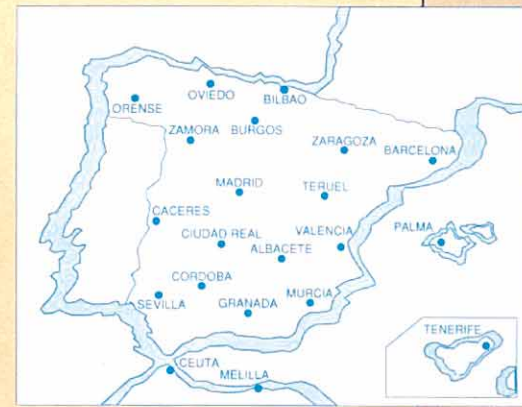 OVIEDO
BILBAO
ORENSE
ZAMORA
BURGOS
ZARAGOZA
BARCELONA
MADRID
TERUEL
CACERES
PALMA
CIUDAD REAL
VALENCIA
ALBACETE
CORDOBA
SEVILLA
GRANADA
MURCIA
TENERIFE
CEUTA
MELILLA